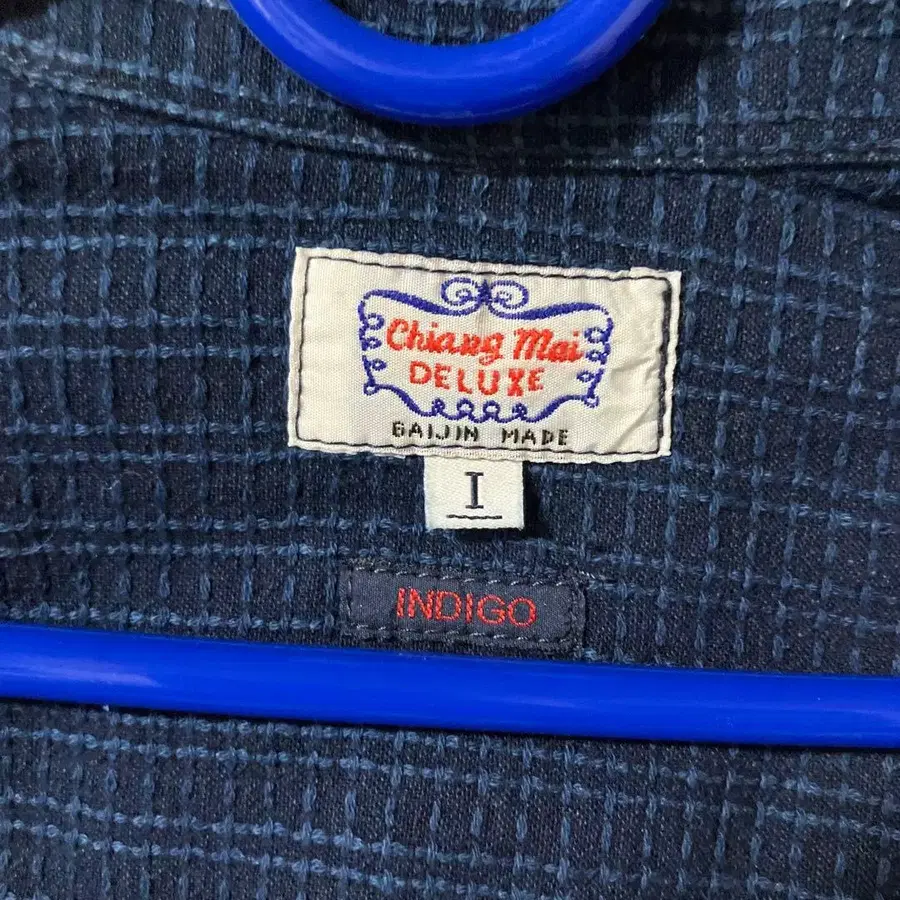 Chiang Mai
DELUXE
GAIJIN MADE
I
INDIGO